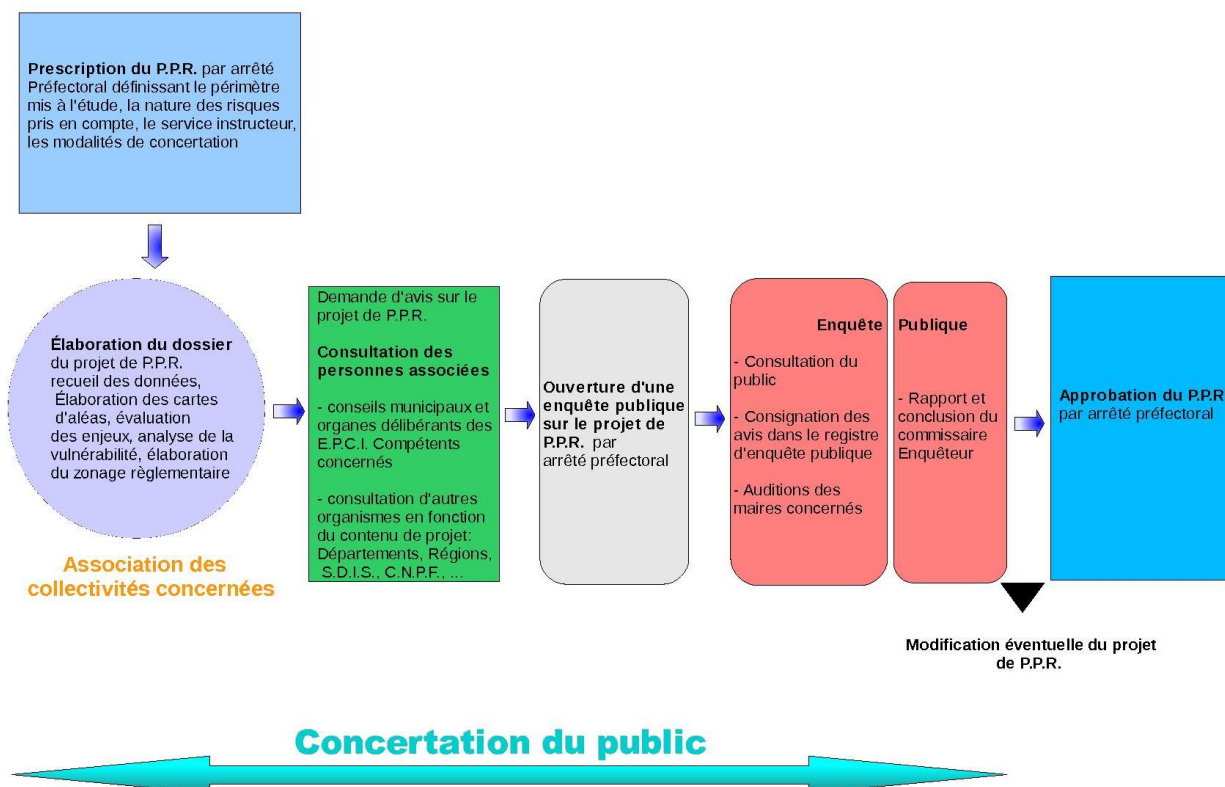 Prescription du P.P.R. par arrêté
Préfectoral définissant le périmètre
mis à l'étude, la nature des risques
pris en compte, le service instructeur,
les modalités de concertation
Élaboration du dossier
du projet de P.P.R.
recueil des données,
Élaboration des cartes
d'aléas, évaluation
des enjeux, analyse de la
vulnérabilité, élaboration
du zonage règlementaire
Association des
collectivités concernées
Demande d'avis sur le
projet de P.P.R.
Consultation des
personnes associées
- conseils municipaux et
organes délibérants des
E.P.C.I. Compétents
concernés
- consultation d'autres
organismes en fonction
du contenu de projet:
Départements, Régions,
S.D.I.S., C.N.P.F., ...
Ouverture d'une
enquête publique
sur le projet de
P.P.R. par
arrêté préfectoral
Enquête Publique
- Consultation du
public
- Consignation des
avis dans le registre
d'enquête publique
- Auditions des
maires concernés
- Rapport et
conclusion du
commissaire
Enquêteur
Approbation du P.P.R
par arrêté préfectoral
Modification éventuelle du projet
de P.P.R.
Concertation du public